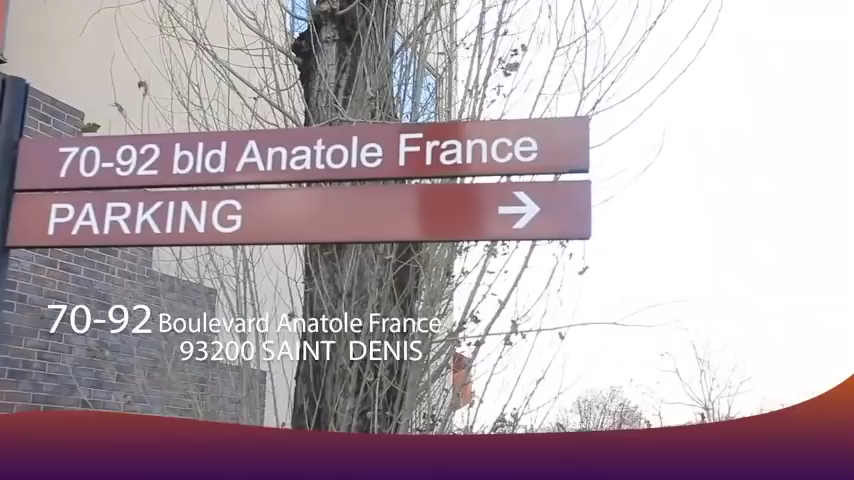 70-92 bld Anatole France
PARKING →
70-92 Boulevard Anatole France
93200 SAINT DENIS